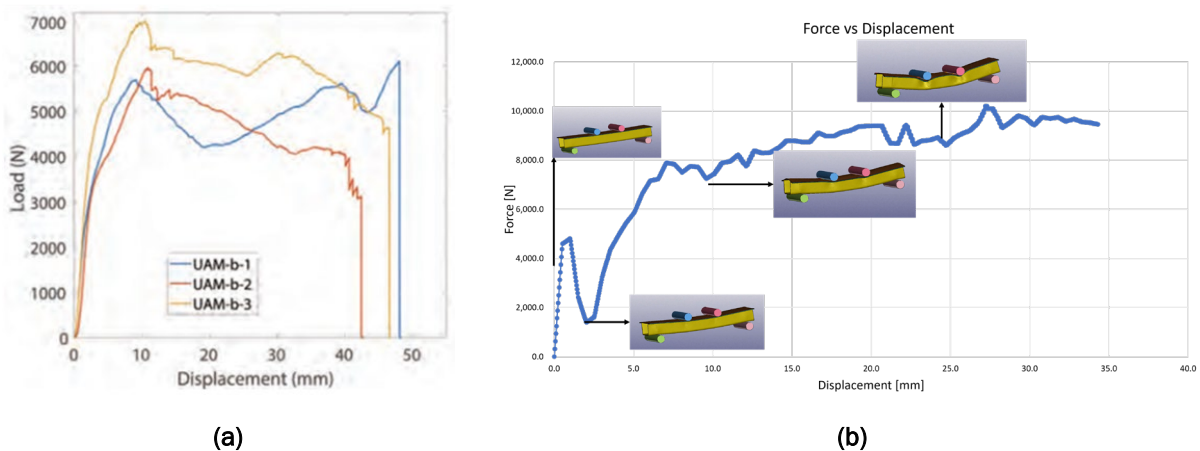 7000
6000
5000
4000
3000
2000
1000
0
Load (N)
UAM-b-1
UAM-b-2
UAM-b-3
0 10 20 30 40 50
Displacement (mm)
(a)
Force vs Displacement
12,000.0
10,000.0
8,000.0
6,000.0
4,000.0
2,000.0
0.0
Force [N]
0.0 5.0 10.0 15.0 20.0 25.0 30.0 35.0 40.0
Displacement [mm]
(b)